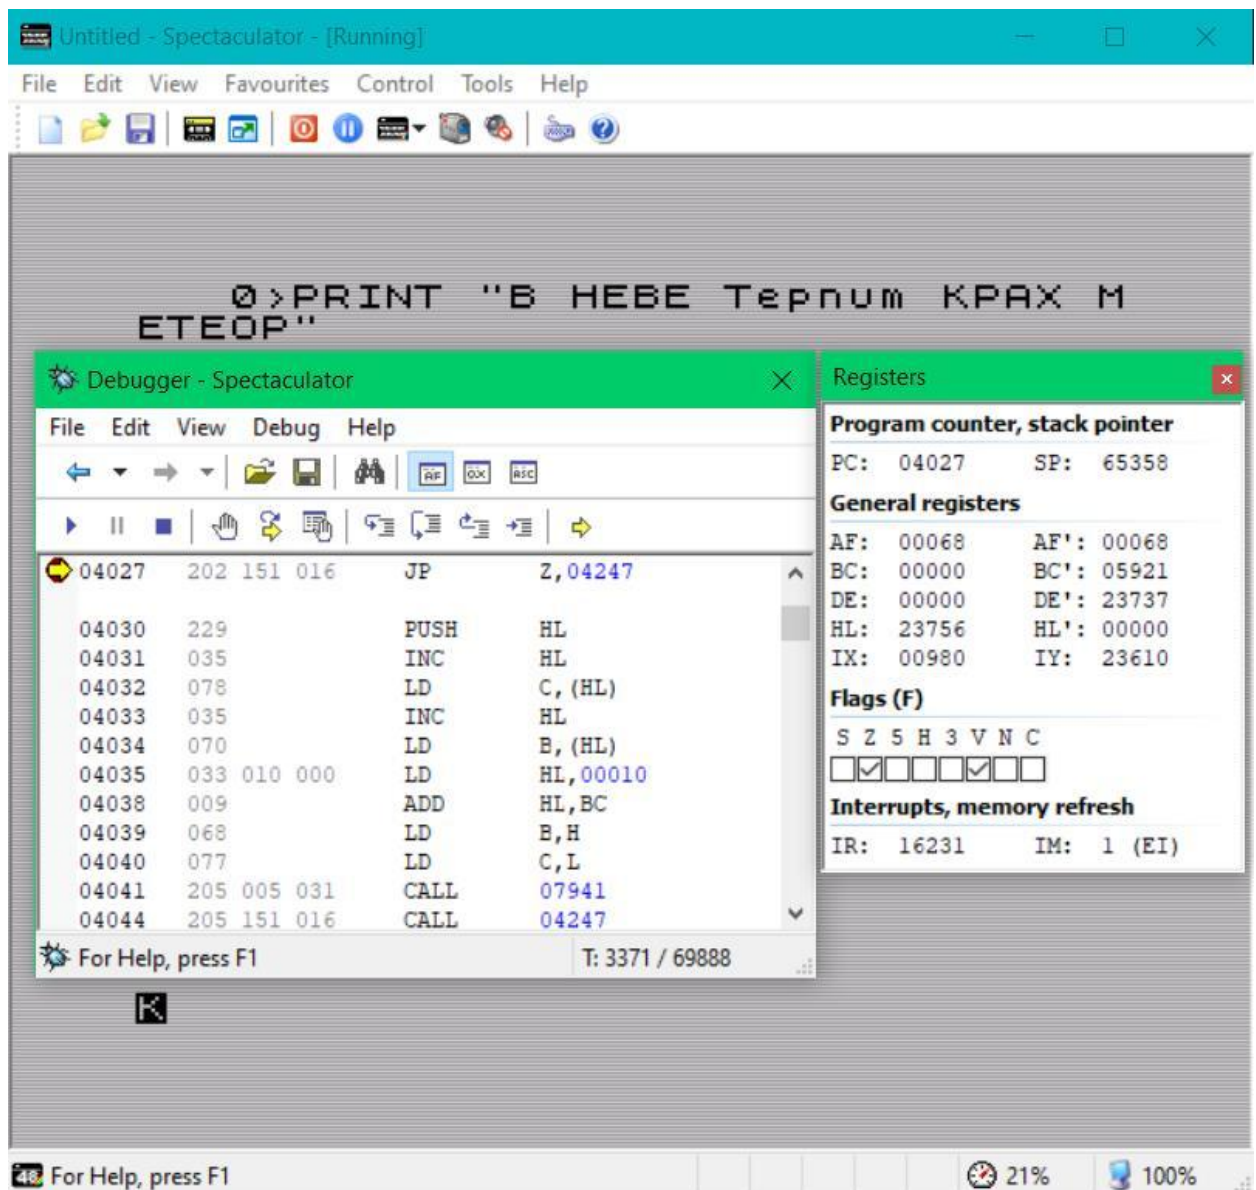 Untitled - Spectaculator - [Running]
File Edit View Favourites Control Tools Help
0>PRINT "B HEBE Tepnum KPAX M
ETEOP"
Debugger - Spectaculator
File Edit View Debug Help
04027 202 151 016 JP Z,04247
04030 229 PUSH HL
04031 035 INC HL
04032 078 LD C,(HL)
04033 035 INC HL
04034 070 LD B,(HL)
04035 033 010 000 LD HL,00010
04038 009 ADD HL,BC
04039 068 LD B,H
04040 077 LD C,L
04041 205 005 031 CALL 07941
04044 205 151 016 CALL 04247
For Help, press F1 T: 3371 / 69888
Registers
Program counter, stack pointer
PC: 04027 SP: 65358
General registers
AF: 00068 AF': 00068
BC: 00000 BC': 05921
DE: 00000 DE': 23737
HL: 23756 HL': 00000
IX: 00980 IY: 23610
Flags (F)
S Z 5 H 3 V N C
Interrupts, memory refresh
IR: 16231 IM: 1 (EI)
K
48 For Help, press F1 21% 100%